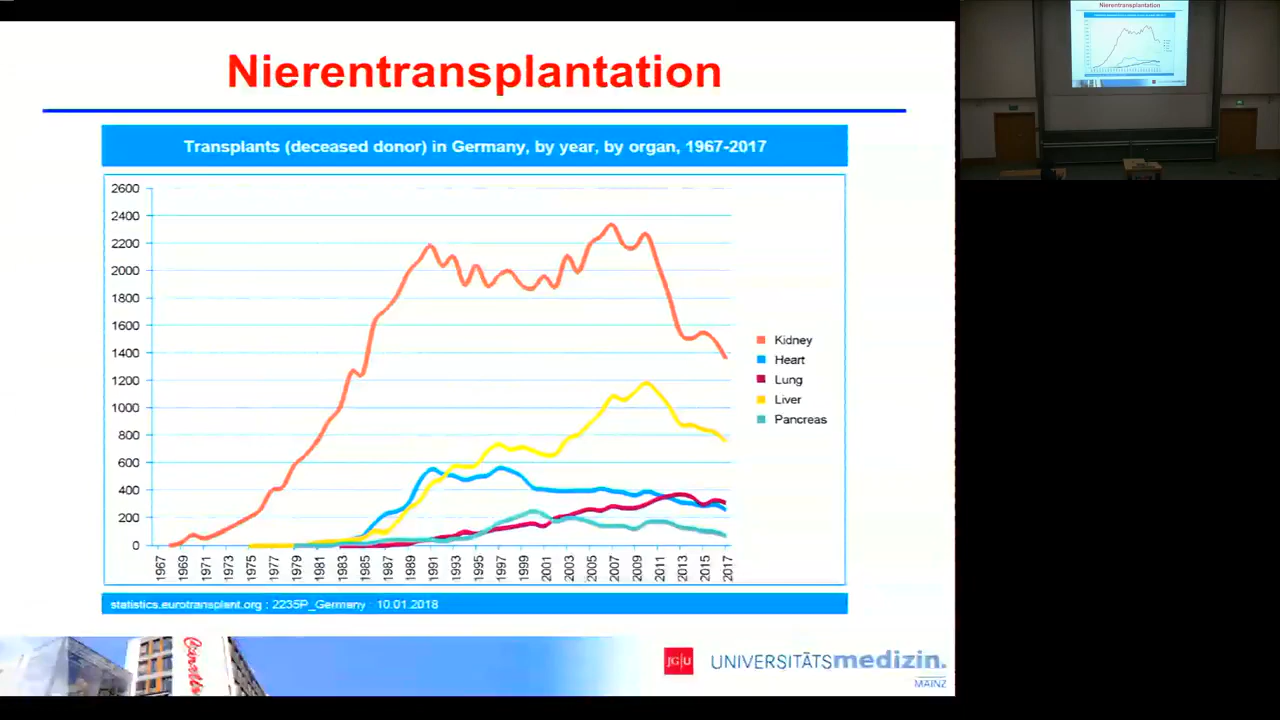 Nierentransplantation
Transplants (deceased donor) in Germany, by year, by organ, 1967-2017
2600
2400
2200
2000
1800
1600
1400
1200
1000
800
600
400
200
0
1967 1969 1971 1973 1975 1977 1979 1981 1983 1985 1987 1989 1991 1993 1995 1997 1999 2001 2003 2005 2007 2009 2011 2013 2015 2017
Kidney
Heart
Lung
Liver
Pancreas
statistics.eurotransplant.org : 2235P_Germany : 10.01.2018
JG|U UNIVERSITÄTSmedizin.
MAINZ
Nierentransplantation